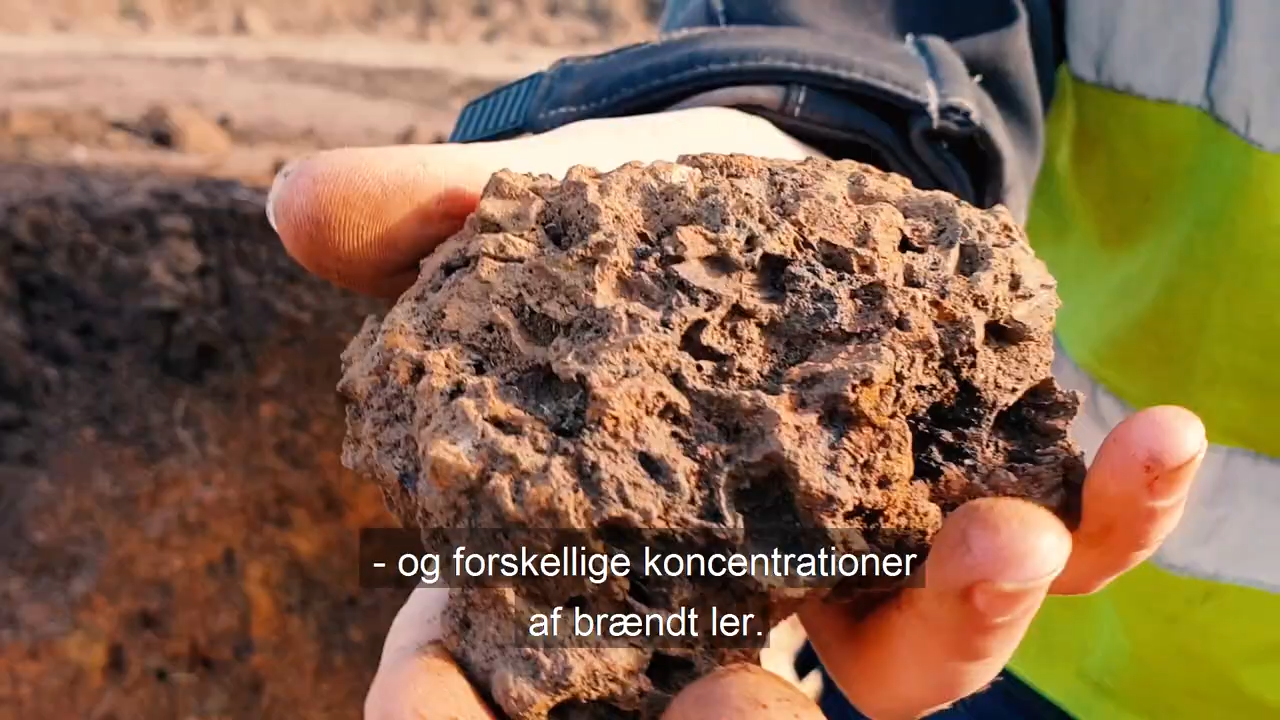 - og forskellige koncentrationer
af brændt ler.